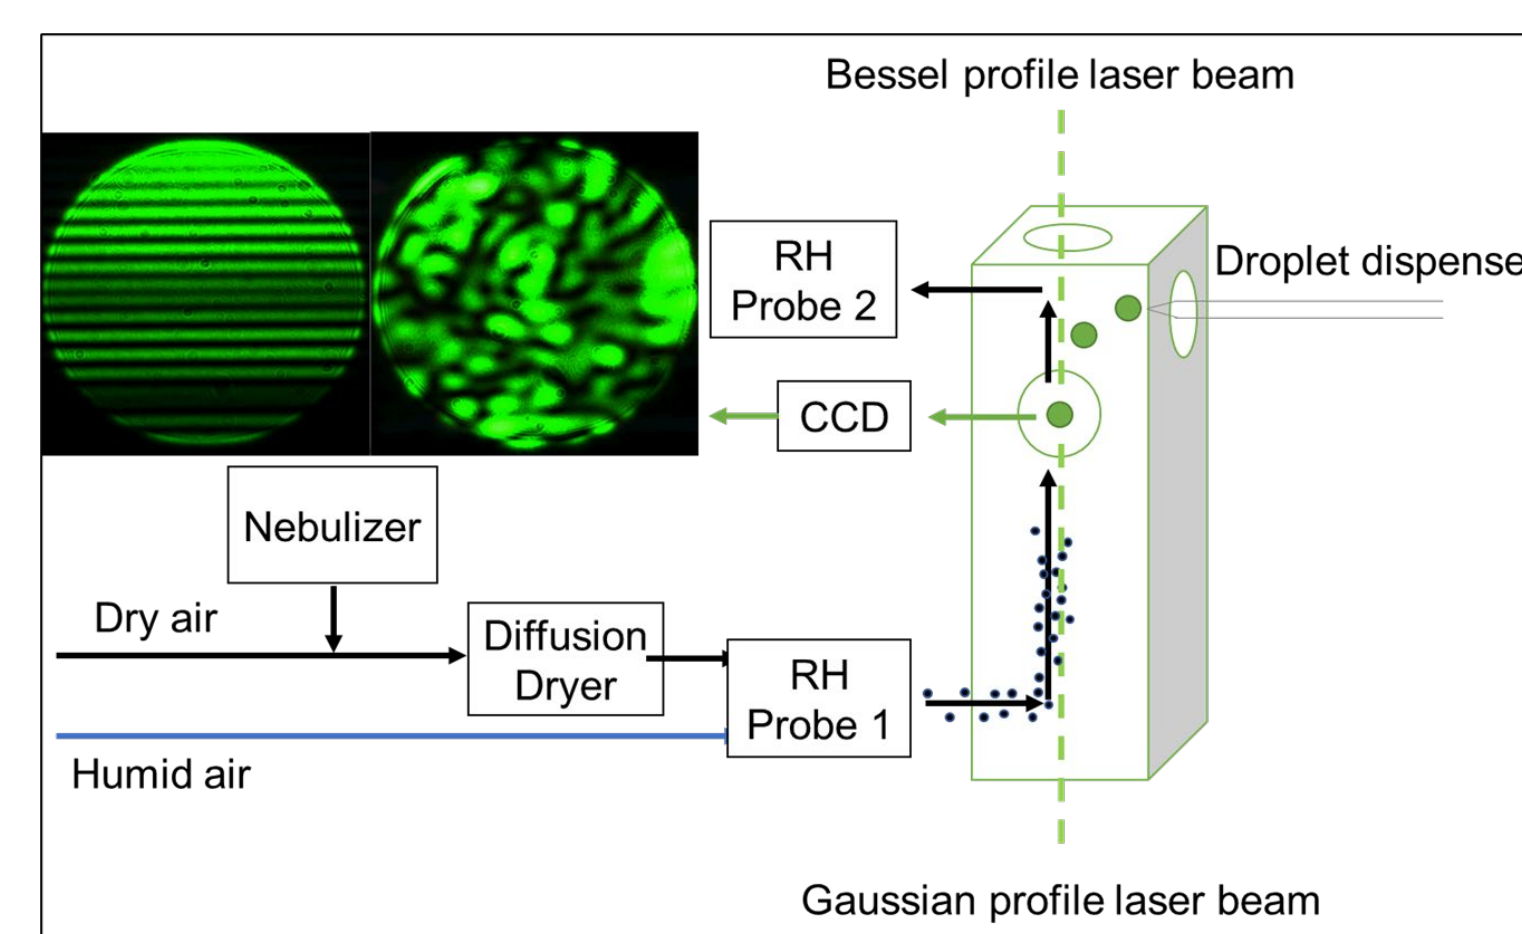 Bessel profile laser beam
RH
Probe 2
Droplet dispense
CCD
Nebulizer
Dry air
Diffusion
Dryer
RH
Probe 1
Humid air
Gaussian profile laser beam